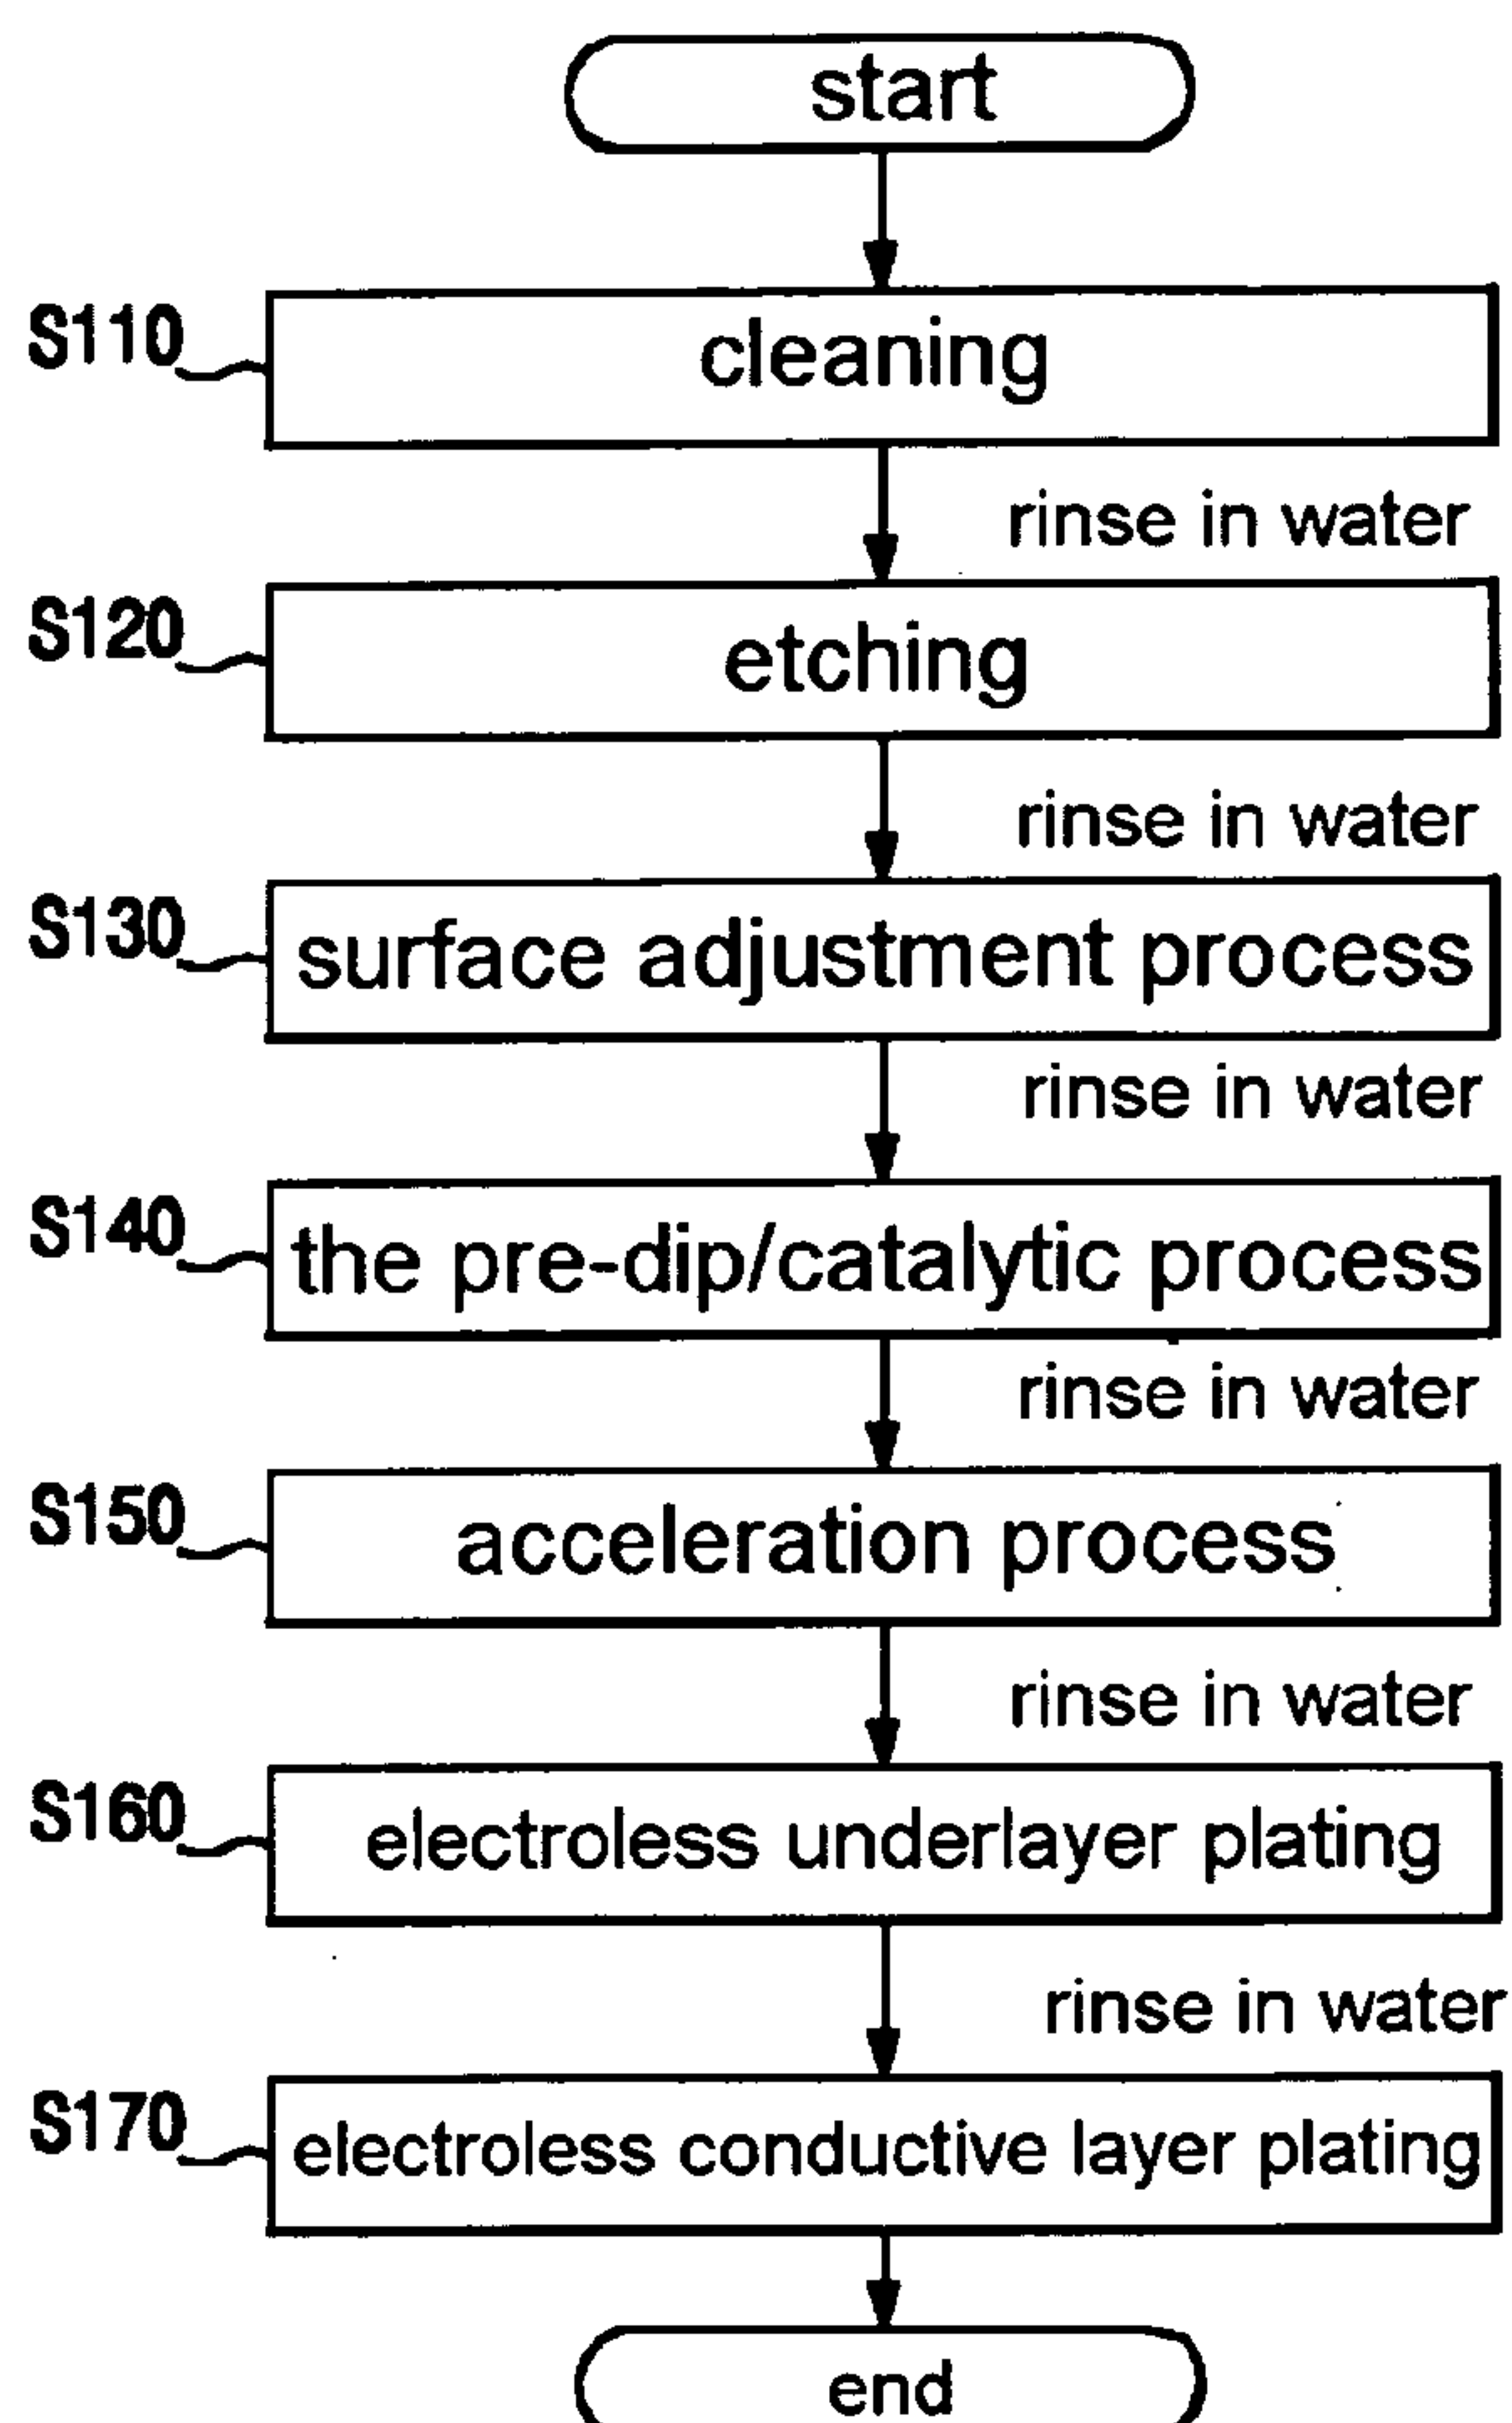 start
S110
cleaning
rinse in water
S120
etching
rinse in water
S130
surface adjustment process
rinse in water
S140
the pre-dip/catalytic process
rinse in water
S150
acceleration process
rinse in water
S160
electroless underlayer plating
rinse in water
S170
electroless conductive layer plating
end